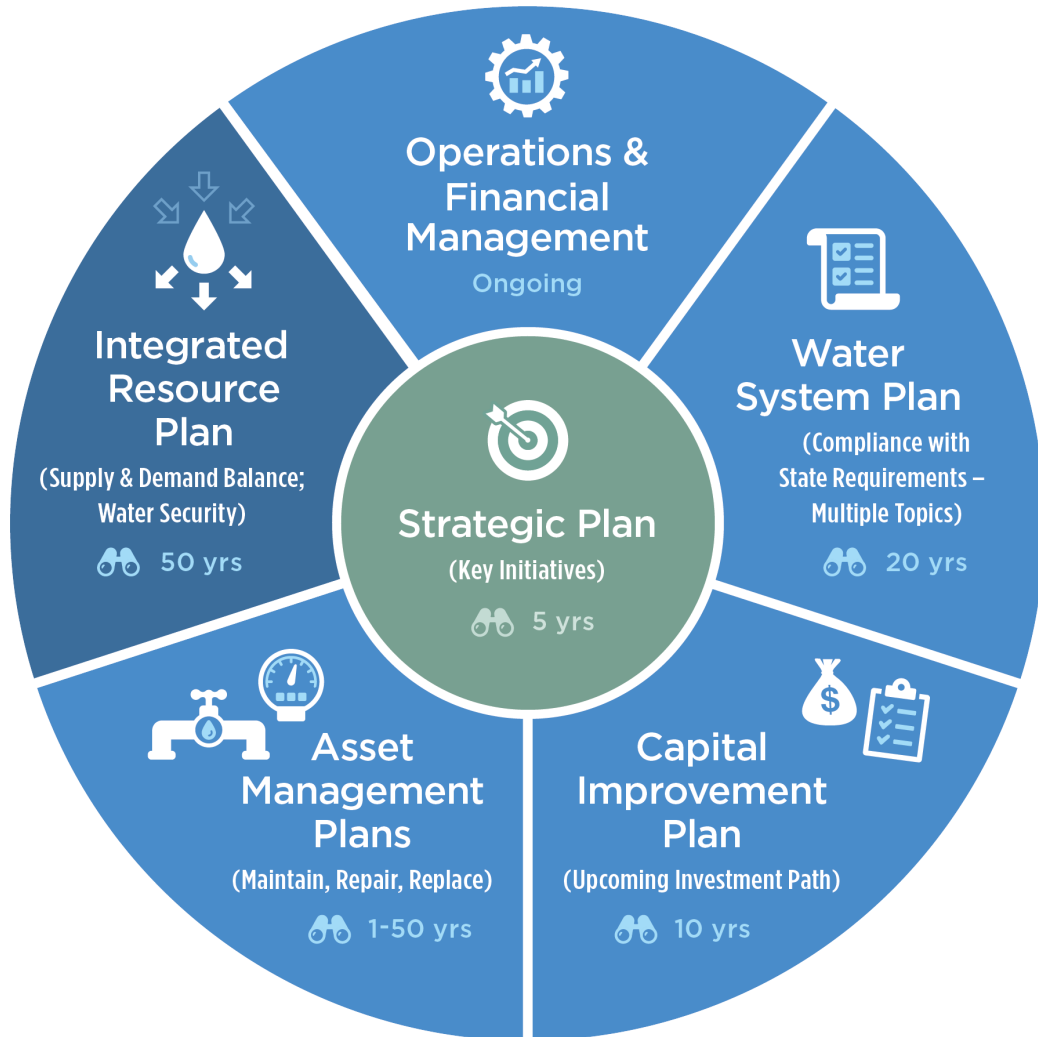 Operations &
Financial
Management
Ongoing
Water
System Plan
(Compliance with
State Requirements –
Multiple Topics)
20 yrs
Capital
Improvement
Plan
(Upcoming Investment Path)
10 yrs
Asset
Management
Plans
(Maintain, Repair, Replace)
1-50 yrs
Integrated
Resource
Plan
(Supply & Demand Balance;
Water Security)
50 yrs
Strategic Plan
(Key Initiatives)
5 yrs
$